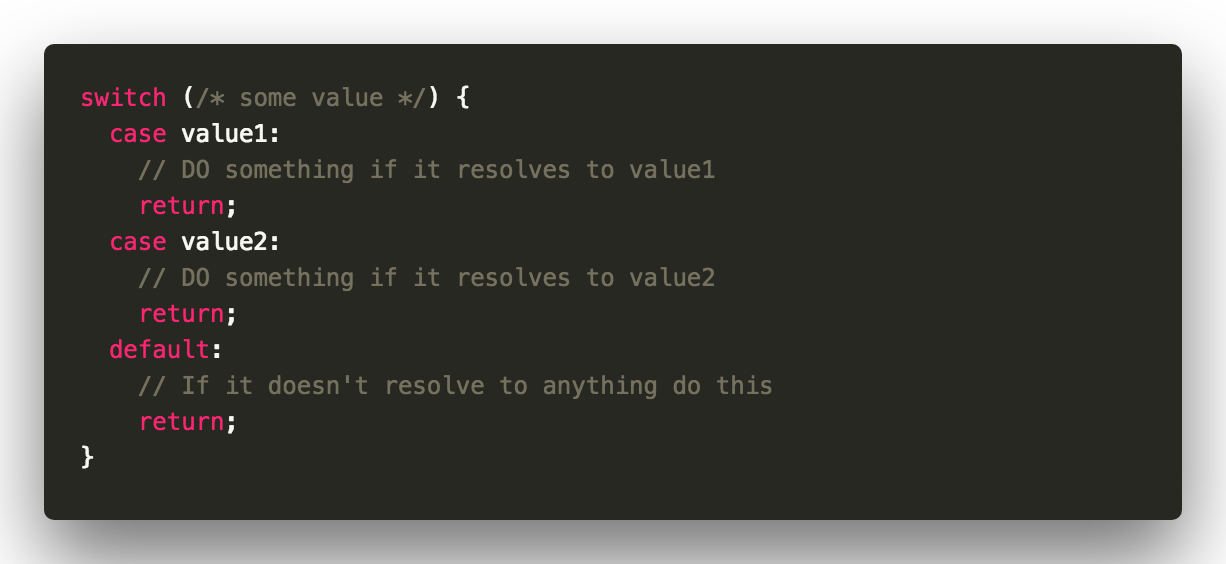 switch (/* some value */) {
  case value1:
    // DO something if it resolves to value1
    return;
  case value2:
    // DO something if it resolves to value2
    return;
  default:
    // If it doesn't resolve to anything do this
    return;
}